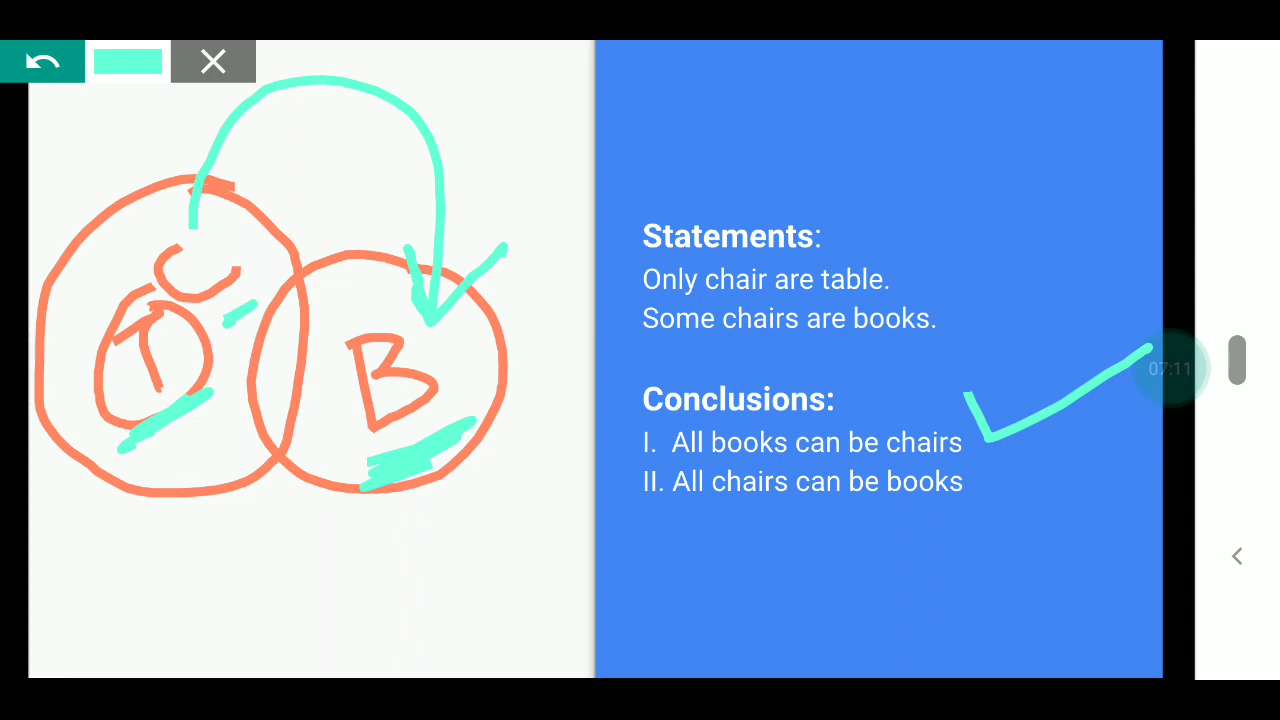 C
T
B
Statements:
Only chair are table.
Some chairs are books.
07:11
Conclusions:
I. All books can be chairs
II. All chairs can be books